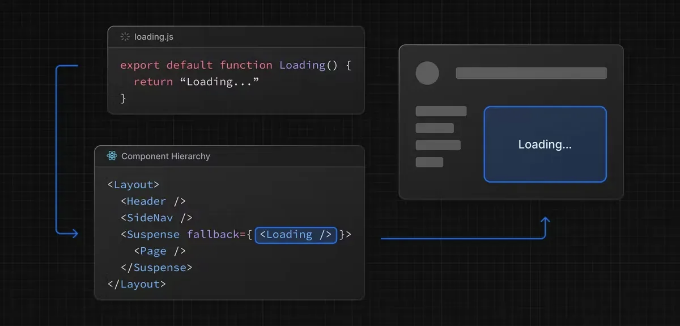 loading.js
export default function Loading() {
return “Loading...”
}
Component Hierarchy
<Layout>
<Header />
<SideNav />
<Suspense fallback={ <Loading /> }>
<Page />
</Suspense>
</Layout>
Loading...